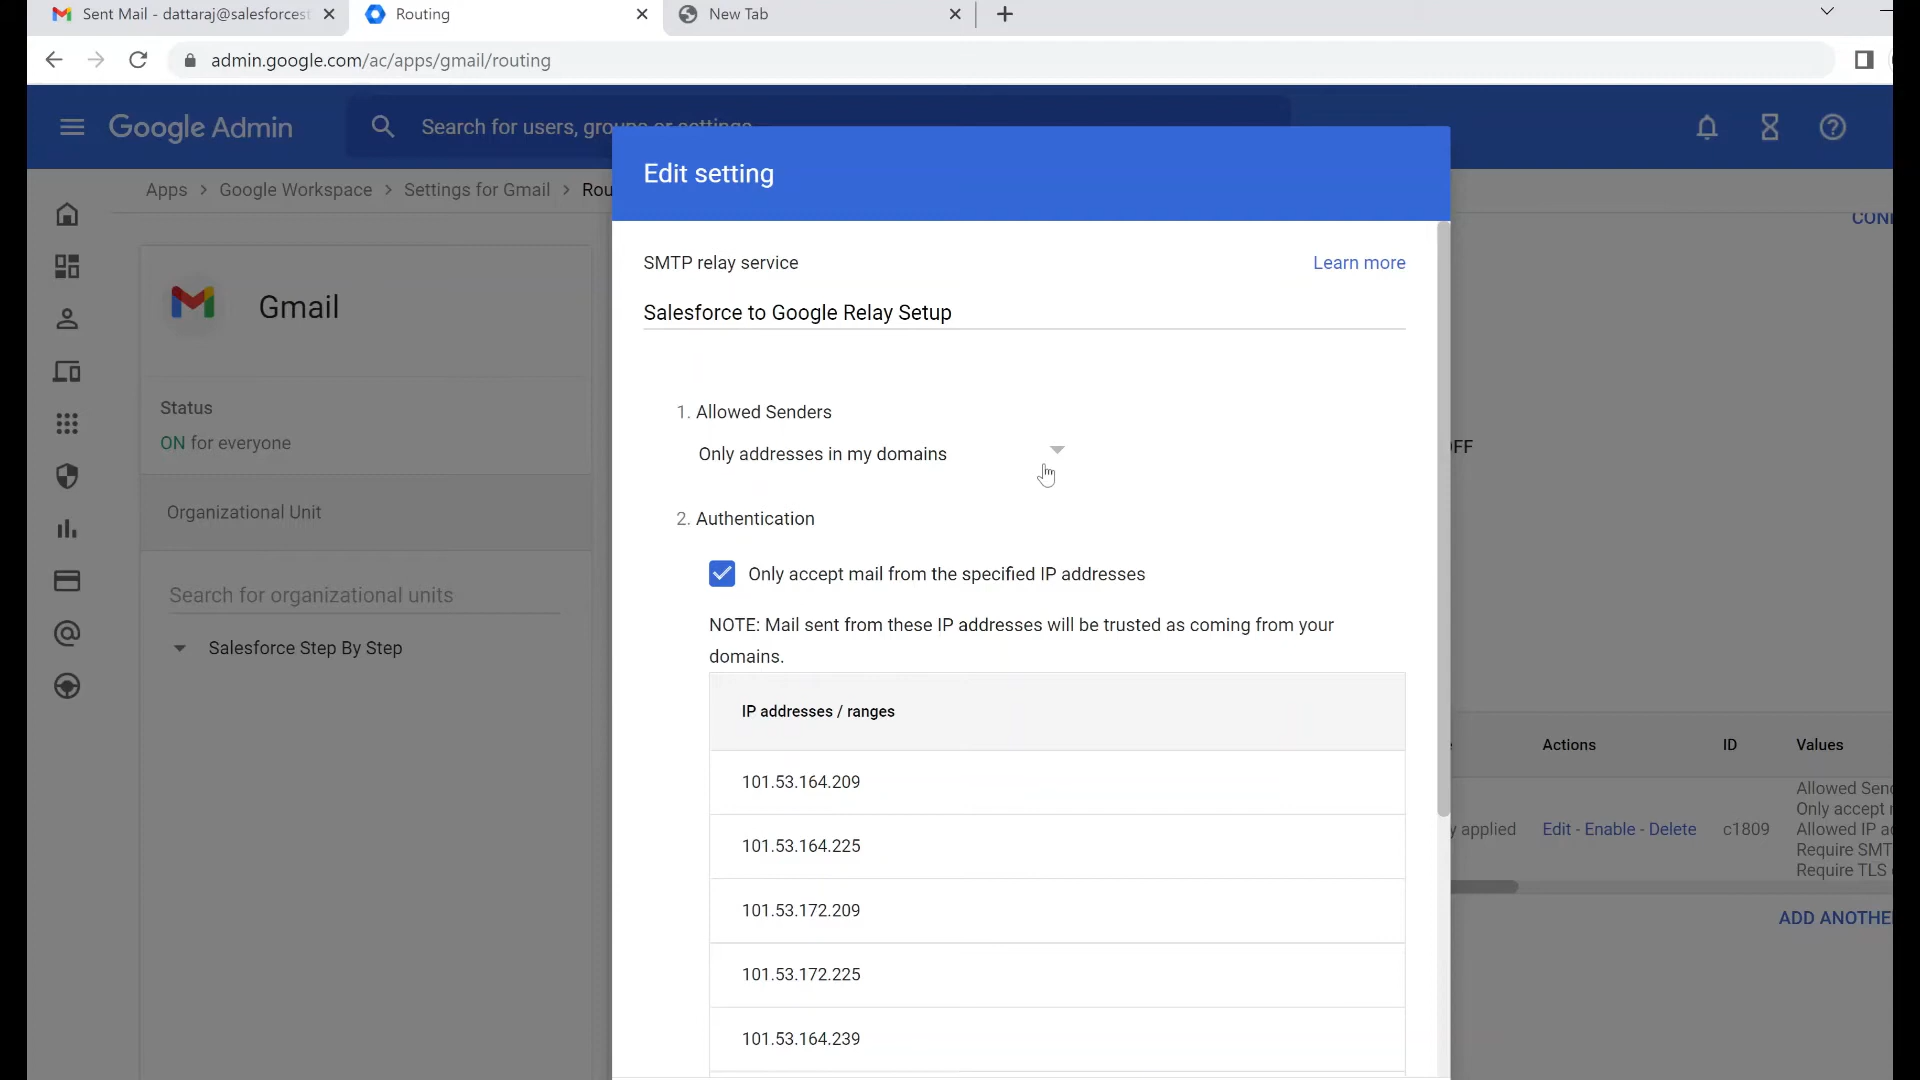 Sent Mail - dattaraj@salesforcest
Routing
New Tab
admin.google.com/ac/apps/gmail/routing
Google Admin
Search for users, groups or settings
Edit setting
Apps > Google Workspace > Settings for Gmail > Rou
CON
SMTP relay service
Learn more
Salesforce to Google Relay Setup
Gmail
Status
ON for everyone
1. Allowed Senders
Only addresses in my domains
OFF
Organizational Unit
2. Authentication
Only accept mail from the specified IP addresses
Search for organizational units
NOTE: Mail sent from these IP addresses will be trusted as coming from your
domains.
Salesforce Step By Step
IP addresses / ranges
Actions
ID
Values
101.53.164.209
101.53.164.225
101.53.172.209
101.53.172.225
101.53.164.239
y applied
Edit - Enable - Delete
c1809
Allowed Sen
Only accept
Allowed IP a
Require SMT
Require TLS
ADD ANOTHE